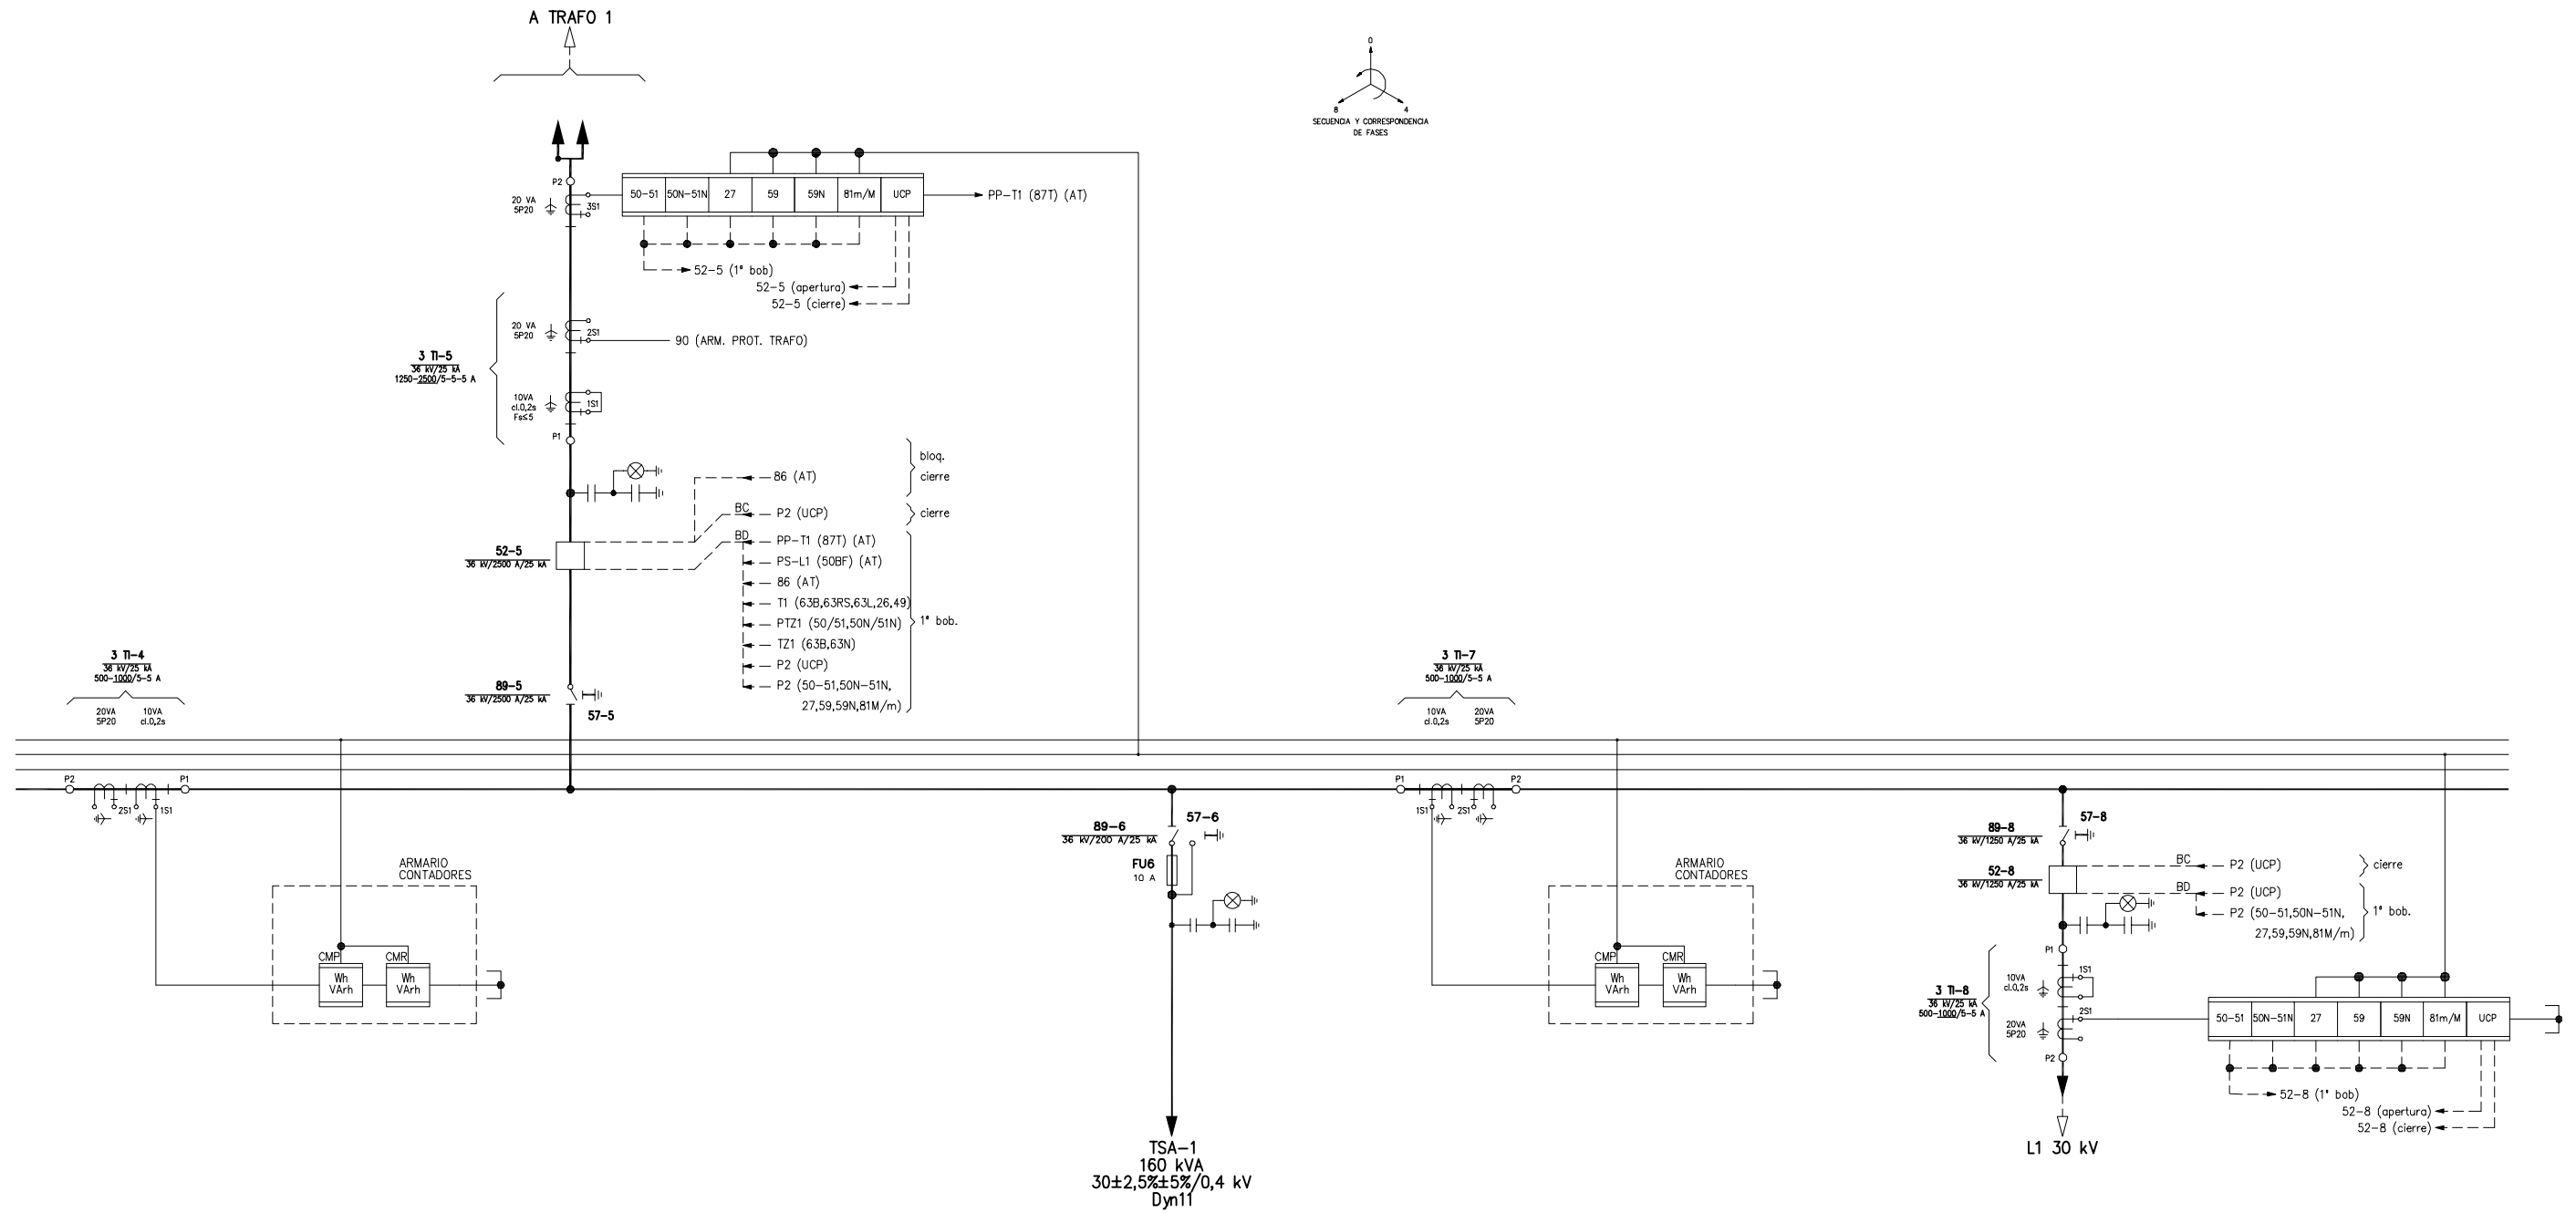 A TRAFO 1
0
8
4
SECUENCIA Y CORRESPONDENCIA
DE FASES
P2
20 VA
5P20
3S1
50-51
50N-51N
27
59
59N
81m/M
UCP
PP-T1 (87T) (AT)
52-5 (1ª bob)
52-5 (apertura)
52-5 (cierre)
20 VA
5P20
2S1
90 (ARM. PROT. TRAFO)
3 TI-5
36 kV/25 kA
1250-2500/5-5-5 A
10VA
cl.0,2s
Fs≤5
1S1
P1
86 (AT)
bloq.
cierre
BC
P2 (UCP)
cierre
BD
PP-T1 (87T) (AT)
PS-L1 (50BF) (AT)
86 (AT)
T1 (63B,63RS,63L,26,49)
PTZ1 (50/51,50N/51N)
TZ1 (63B,63N)
P2 (UCP)
P2 (50-51,50N-51N,
27,59,59N,81M/m)
1ª bob.
52-5
36 kV/2500 A/25 kA
89-5
36 kV/2500 A/25 kA
57-5
3 TI-4
36 kV/25 kA
500-1000/5-5 A
20VA
5P20
10VA
cl.0,2s
3 TI-7
36 kV/25 kA
500-1000/5-5 A
10VA
cl.0,2s
20VA
5P20
P2
2S1
1S1
P1
ARMARIO
CONTADORES
CMP
CMR
Wh
VArh
Wh
VArh
89-6
36 kV/200 A/25 kA
57-6
FU6
10 A
TSA-1
160 kVA
30±2,5%±5%/0,4 kV
Dyn11
P1
1S1
2S1
P2
ARMARIO
CONTADORES
CMP
CMR
Wh
VArh
Wh
VArh
89-8
36 kV/1250 A/25 kA
57-8
52-8
36 kV/1250 A/25 kA
BC
P2 (UCP)
cierre
BD
P2 (UCP)
P2 (50-51,50N-51N,
27,59,59N,81M/m)
1ª bob.
P1
10VA
cl.0,2s
1S1
3 TI-8
36 kV/25 kA
500-1000/5-5 A
20VA
5P20
2S1
P2
50-51
50N-51N
27
59
59N
81m/M
UCP
52-8 (1ª bob)
52-8 (apertura)
52-8 (cierre)
L1 30 kV